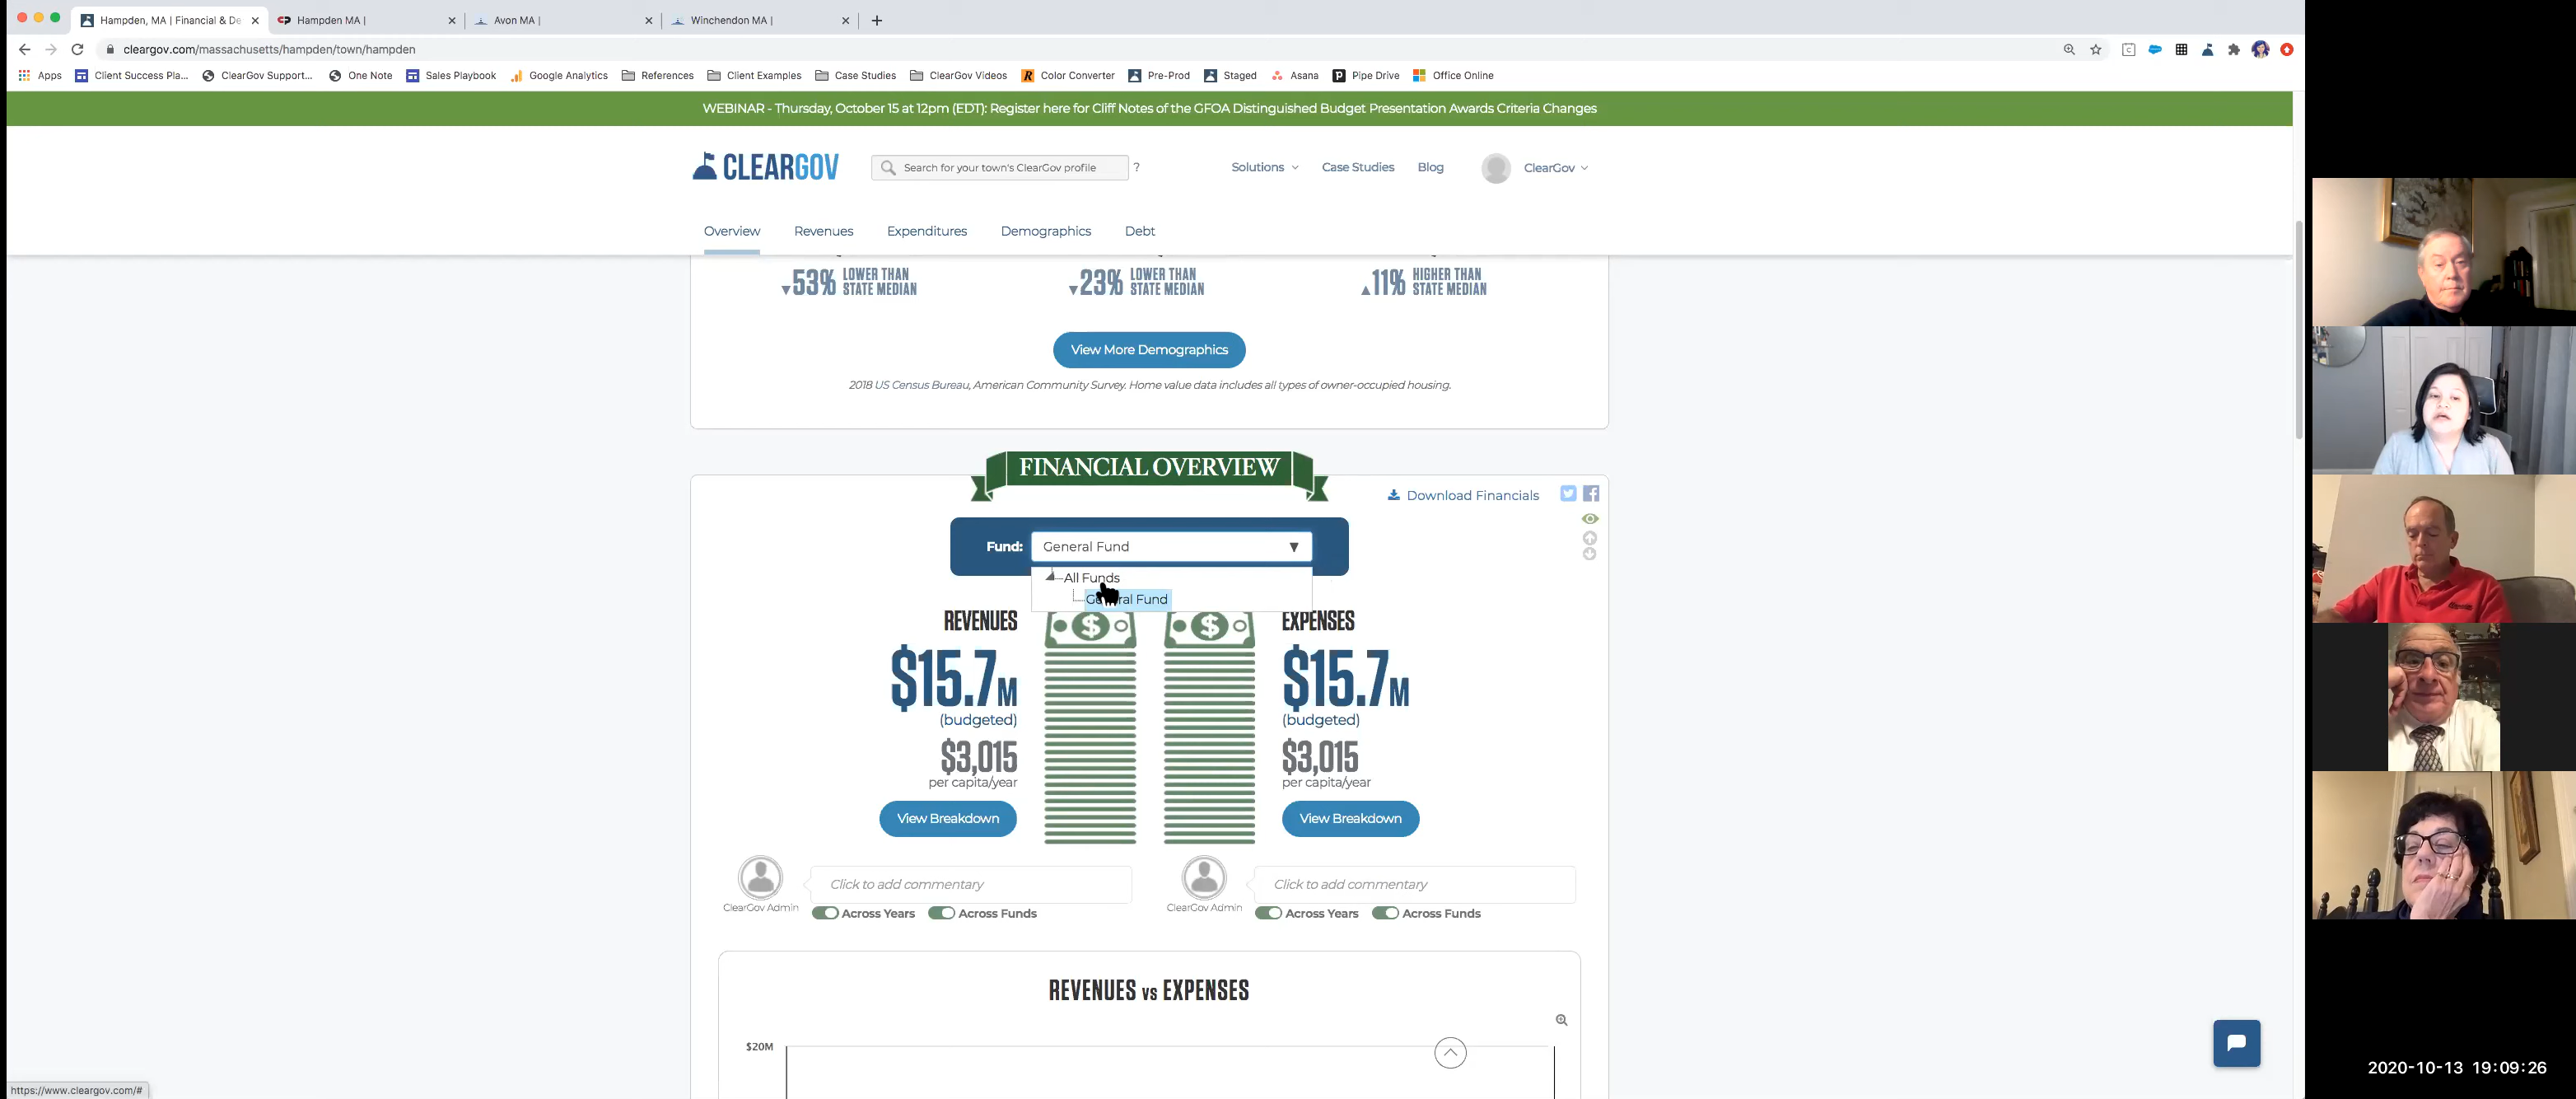 Hampden, MA | Financial & De
Hampden MA |
Avon MA |
Winchendon MA |
cleargov.com/massachusetts/hampden/town/hampden
Apps
Client Success Pla...
ClearGov Support...
One Note
Sales Playbook
Google Analytics
References
Client Examples
Case Studies
ClearGov Videos
Color Converter
Pre-Prod
Staged
Asana
Pipe Drive
Office Online
WEBINAR - Thursday, October 15 at 12pm (EDT): Register here for Cliff Notes of the GFOA Distinguished Budget Presentation Awards Criteria Changes
CLEARGOV
Search for your town's ClearGov profile
?
Solutions
Case Studies
Blog
ClearGov
Overview
Revenues
Expenditures
Demographics
Debt
▼53% LOWER THAN
STATE MEDIAN
▼23% LOWER THAN
STATE MEDIAN
▲11% HIGHER THAN
STATE MEDIAN
View More Demographics
2018 US Census Bureau, American Community Survey. Home value data includes all types of owner-occupied housing.
FINANCIAL OVERVIEW
Download Financials
Fund:
General Fund
All Funds
General Fund
REVENUES
$15.7M
(budgeted)
$3,015
per capita/year
View Breakdown
EXPENSES
$15.7M
(budgeted)
$3,015
per capita/year
View Breakdown
ClearGov Admin
Click to add commentary
Across Years
Across Funds
ClearGov Admin
Click to add commentary
Across Years
Across Funds
REVENUES vs EXPENSES
$20M
https://www.cleargov.com/#
2020-10-13 19:09:26